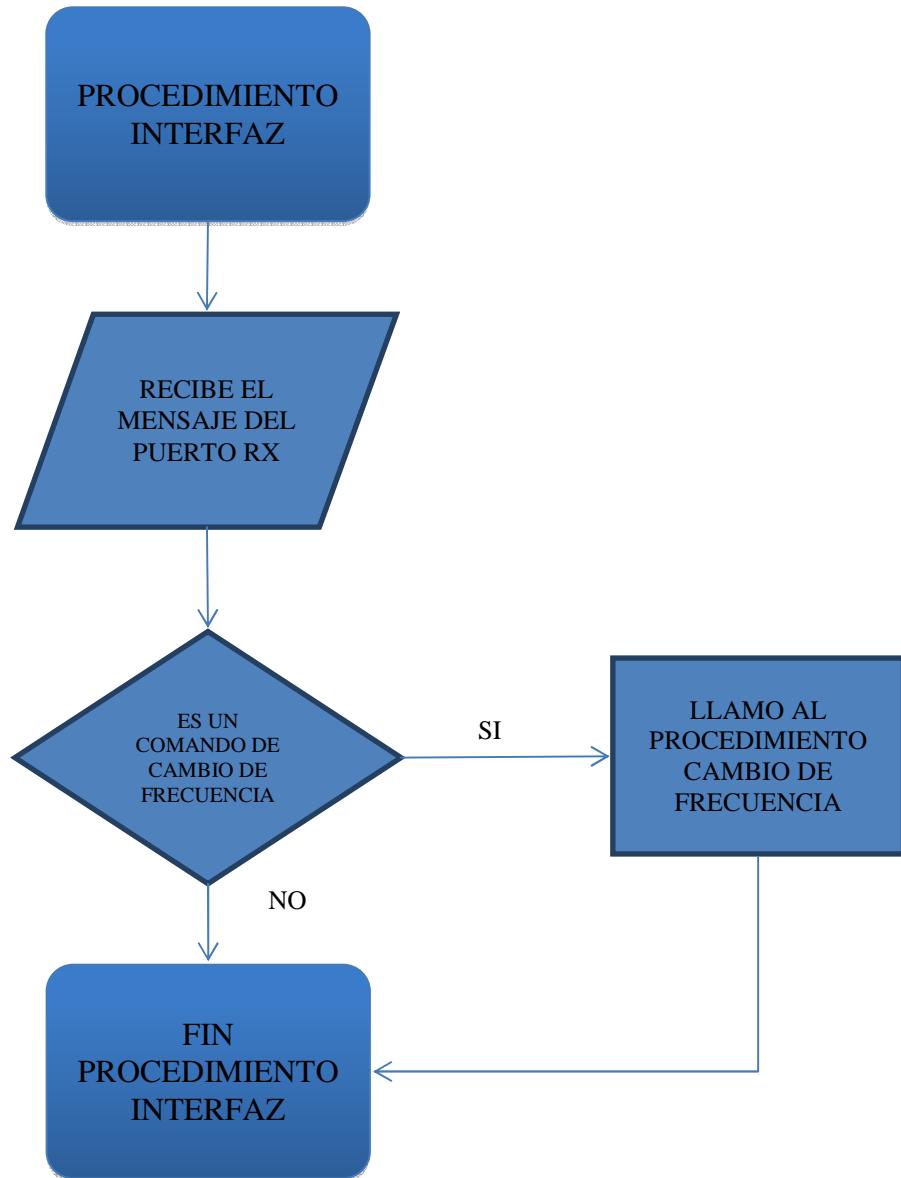 PROCEDIMIENTO
INTERFAZ
RECIBE EL
MENSAJE DEL
PUERTO RX
ES UN
COMANDO DE
CAMBIO DE
FRECUENCIA
SI
LLAMO AL
PROCEDIMIENTO
CAMBIO DE
FRECUENCIA
NO
FIN
PROCEDIMIENTO
INTERFAZ